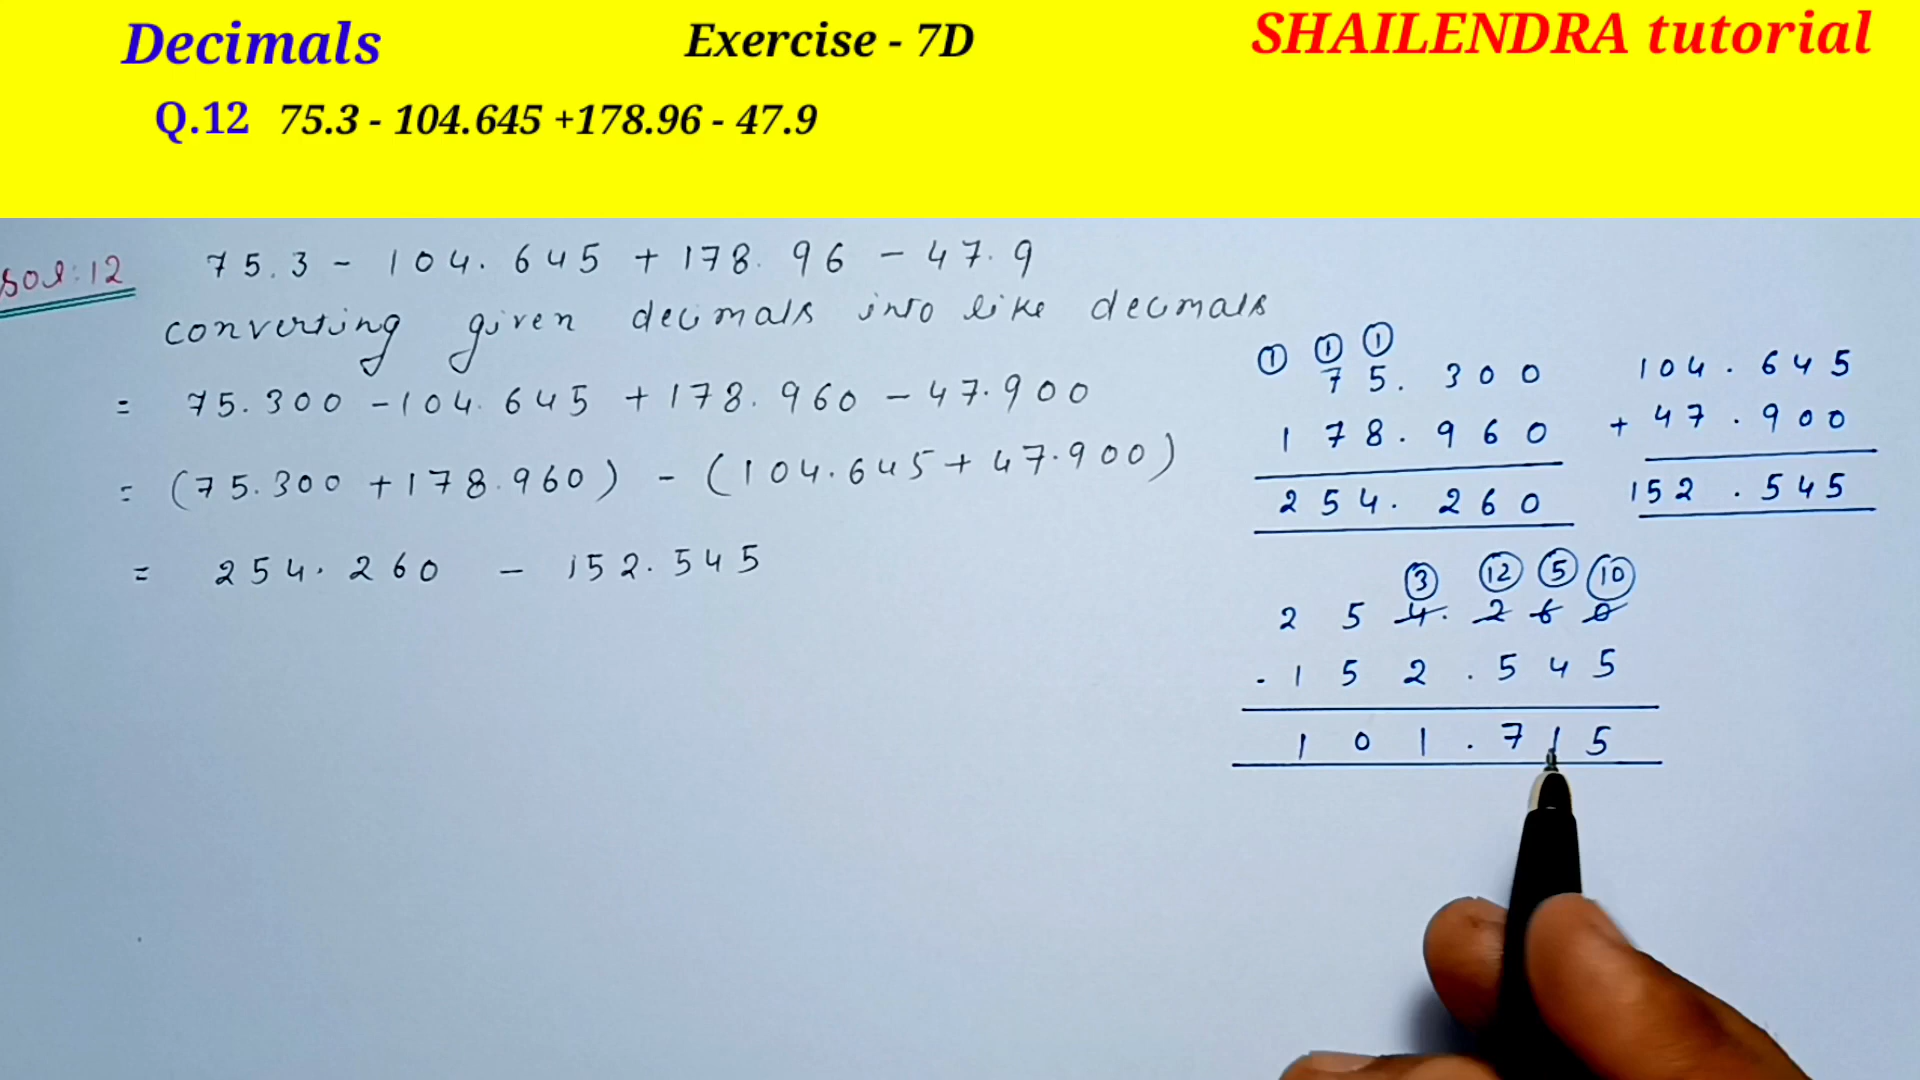 Decimals
Exercise - 7D
SHAILENDRA tutorial
Q.12 75.3 - 104.645 +178.96 - 47.9
Sol:12 75.3 - 104.645 + 178.96 - 47.9
converting given decimals into like decimals
= 75.300 - 104.645 + 178.960 - 47.900
= (75.300 + 178.960) - (104.645 + 47.900)
= 254.260 - 152.545
1 1 1
75.300
178.960
254.260
104.645
+ 47.900
152.545
3 12 5 10
254.260
- 152.545
101.715